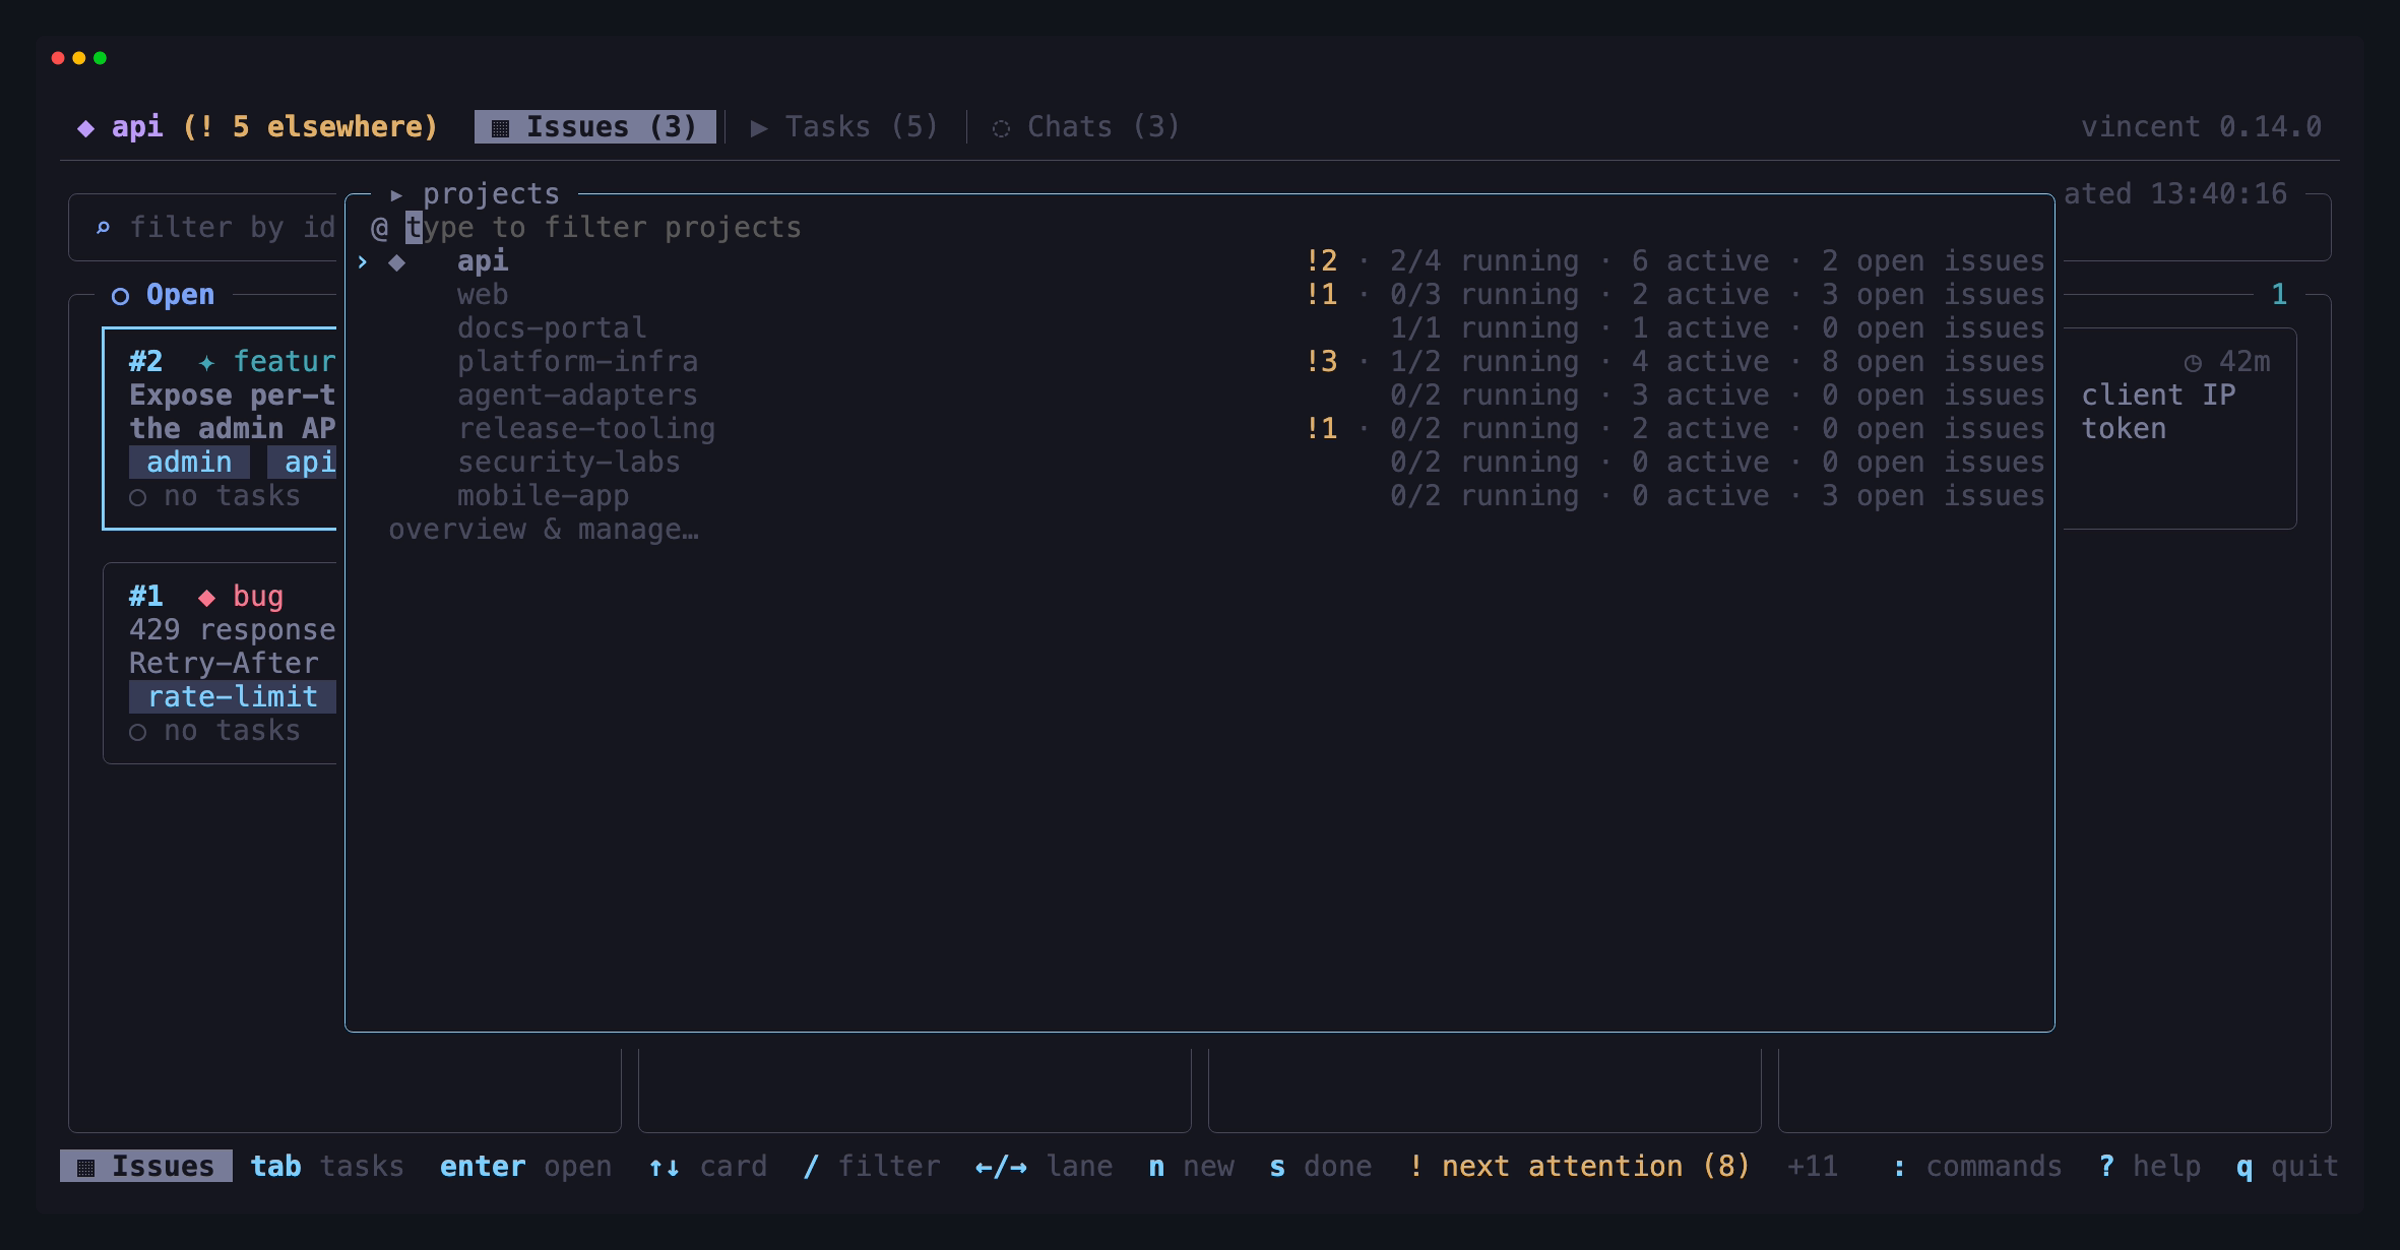 ◆ api (! 5 elsewhere) ▦ Issues (3) ▶ Tasks (5) ◌ Chats (3) vincent 0.14.0
▸ projects ated 13:40:16
⌕ filter by id @ type to filter projects
› ◆ api !2 · 2/4 running · 6 active · 2 open issues
○ Open web !1 · 0/3 running · 2 active · 3 open issues 1
docs-portal 1/1 running · 1 active · 0 open issues
#2 ✦ featur platform-infra !3 · 1/2 running · 4 active · 8 open issues ◷ 42m
Expose per-t agent-adapters 0/2 running · 3 active · 0 open issues client IP
the admin AP release-tooling !1 · 0/2 running · 2 active · 0 open issues token
admin api security-labs 0/2 running · 0 active · 0 open issues
○ no tasks mobile-app 0/2 running · 0 active · 3 open issues
overview & manage…
#1 ◆ bug
429 response
Retry-After
rate-limit
○ no tasks
▦ Issues tab tasks enter open ↑↓ card / filter ←/→ lane n new s done ! next attention (8) +11 : commands ? help q quit